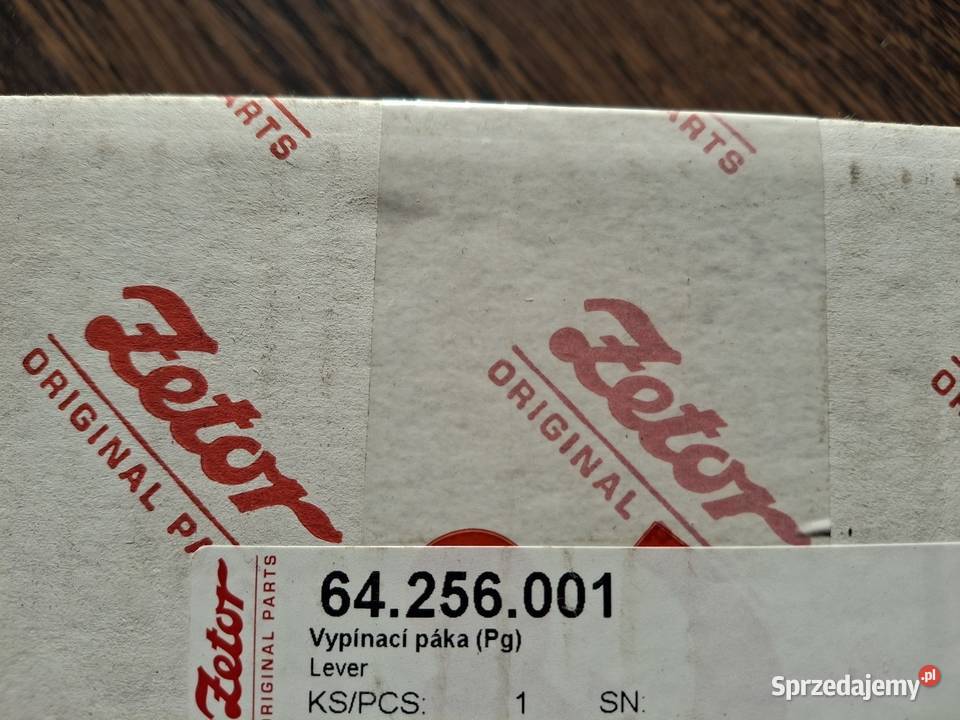 ARTS
ARTS
Zetor
ORIGINAL
Zetor
ORIGINAL
Zetor
ORIGINAL PARTS
64.256.001
Vypínací páka (Pg)
Lever
KS/PCS: 1 SN:
Sprzedajemy.pl